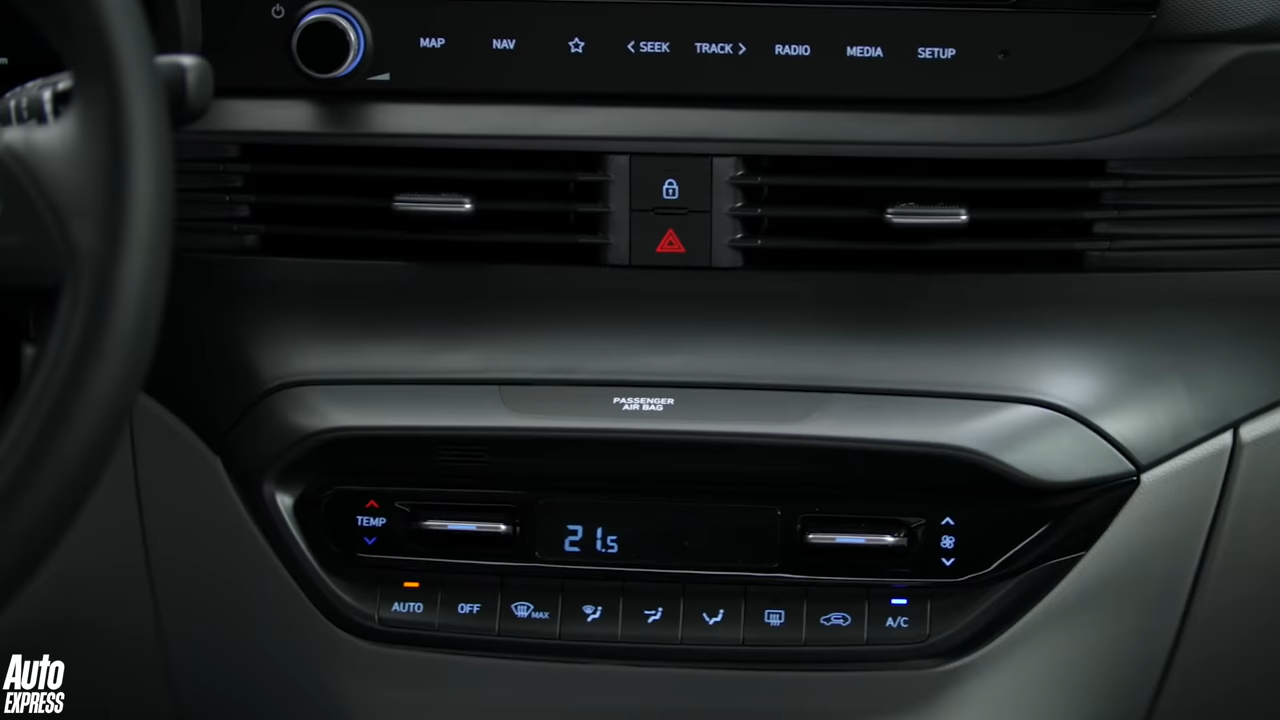 MAP NAV SEEK TRACK RADIO MEDIA SETUP
PASSENGER
AIR BAG
TEMP
21.5
AUTO OFF MAX A/C
Auto
EXPRESS